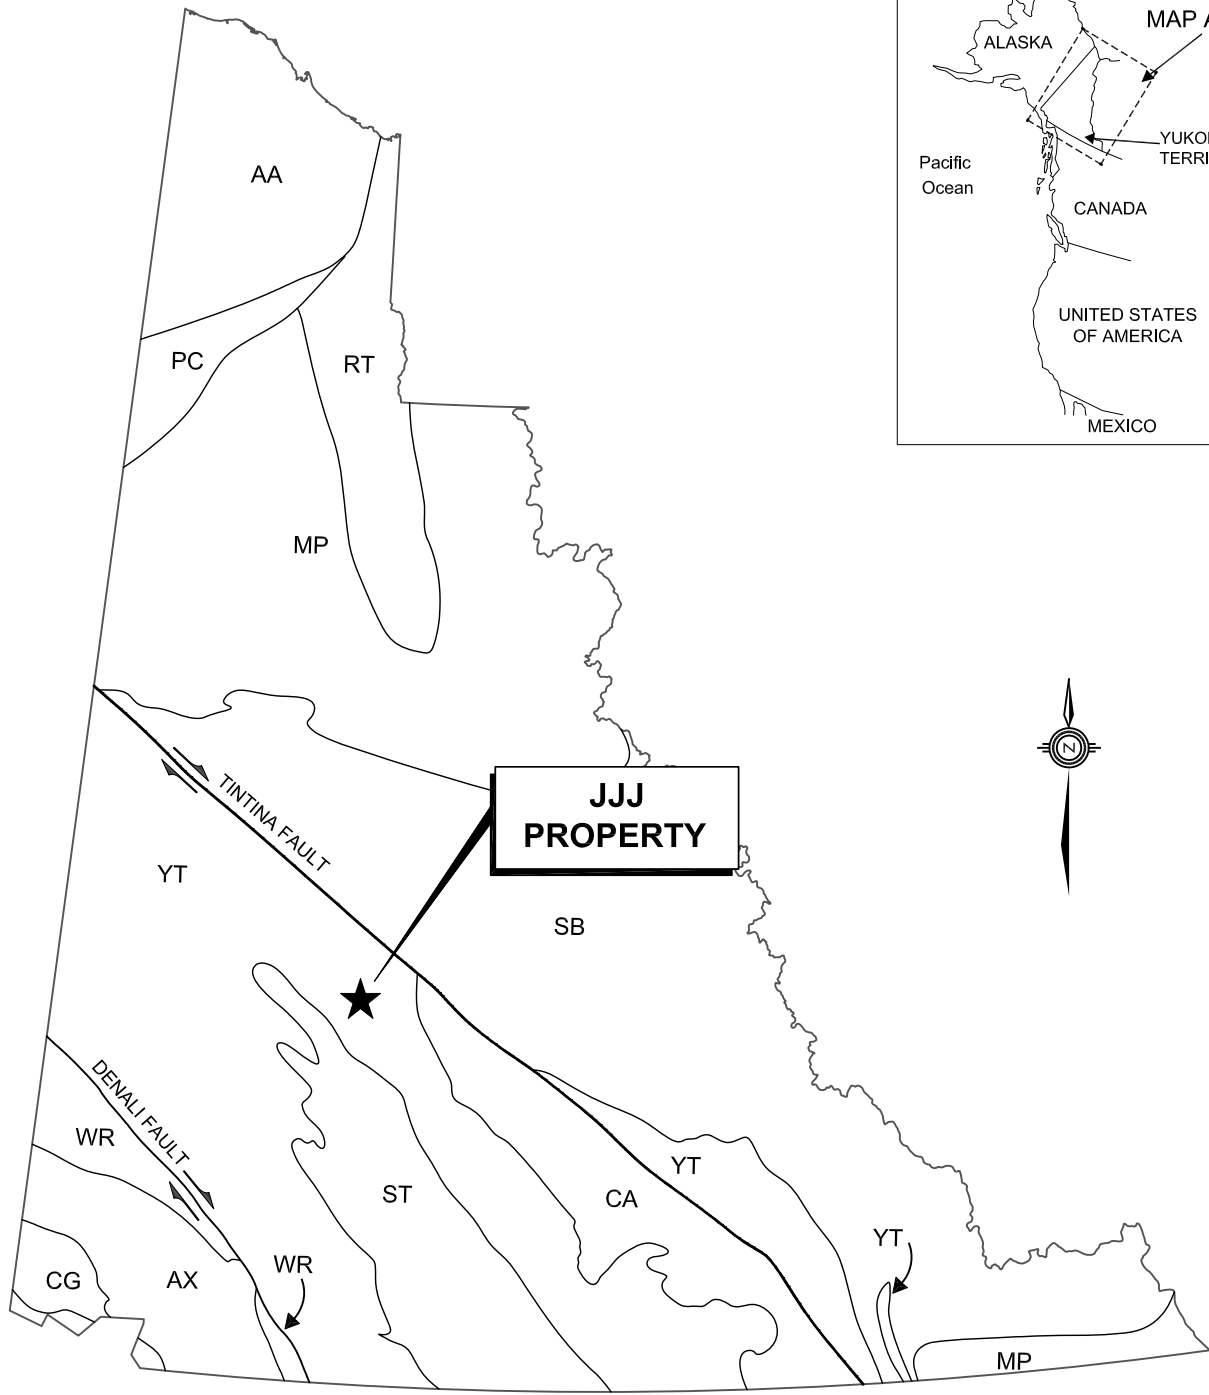 MAP A
ALASKA
YUKO
TERRI
Pacific
Ocean
CANADA
UNITED STATES
OF AMERICA
MEXICO
AA
PC
RT
MP
N
TINTINA FAULT
JJJ
PROPERTY
YT
SB
DENALI FAULT
WR
ST
YT
CA
YT
CG
AX
WR
MP